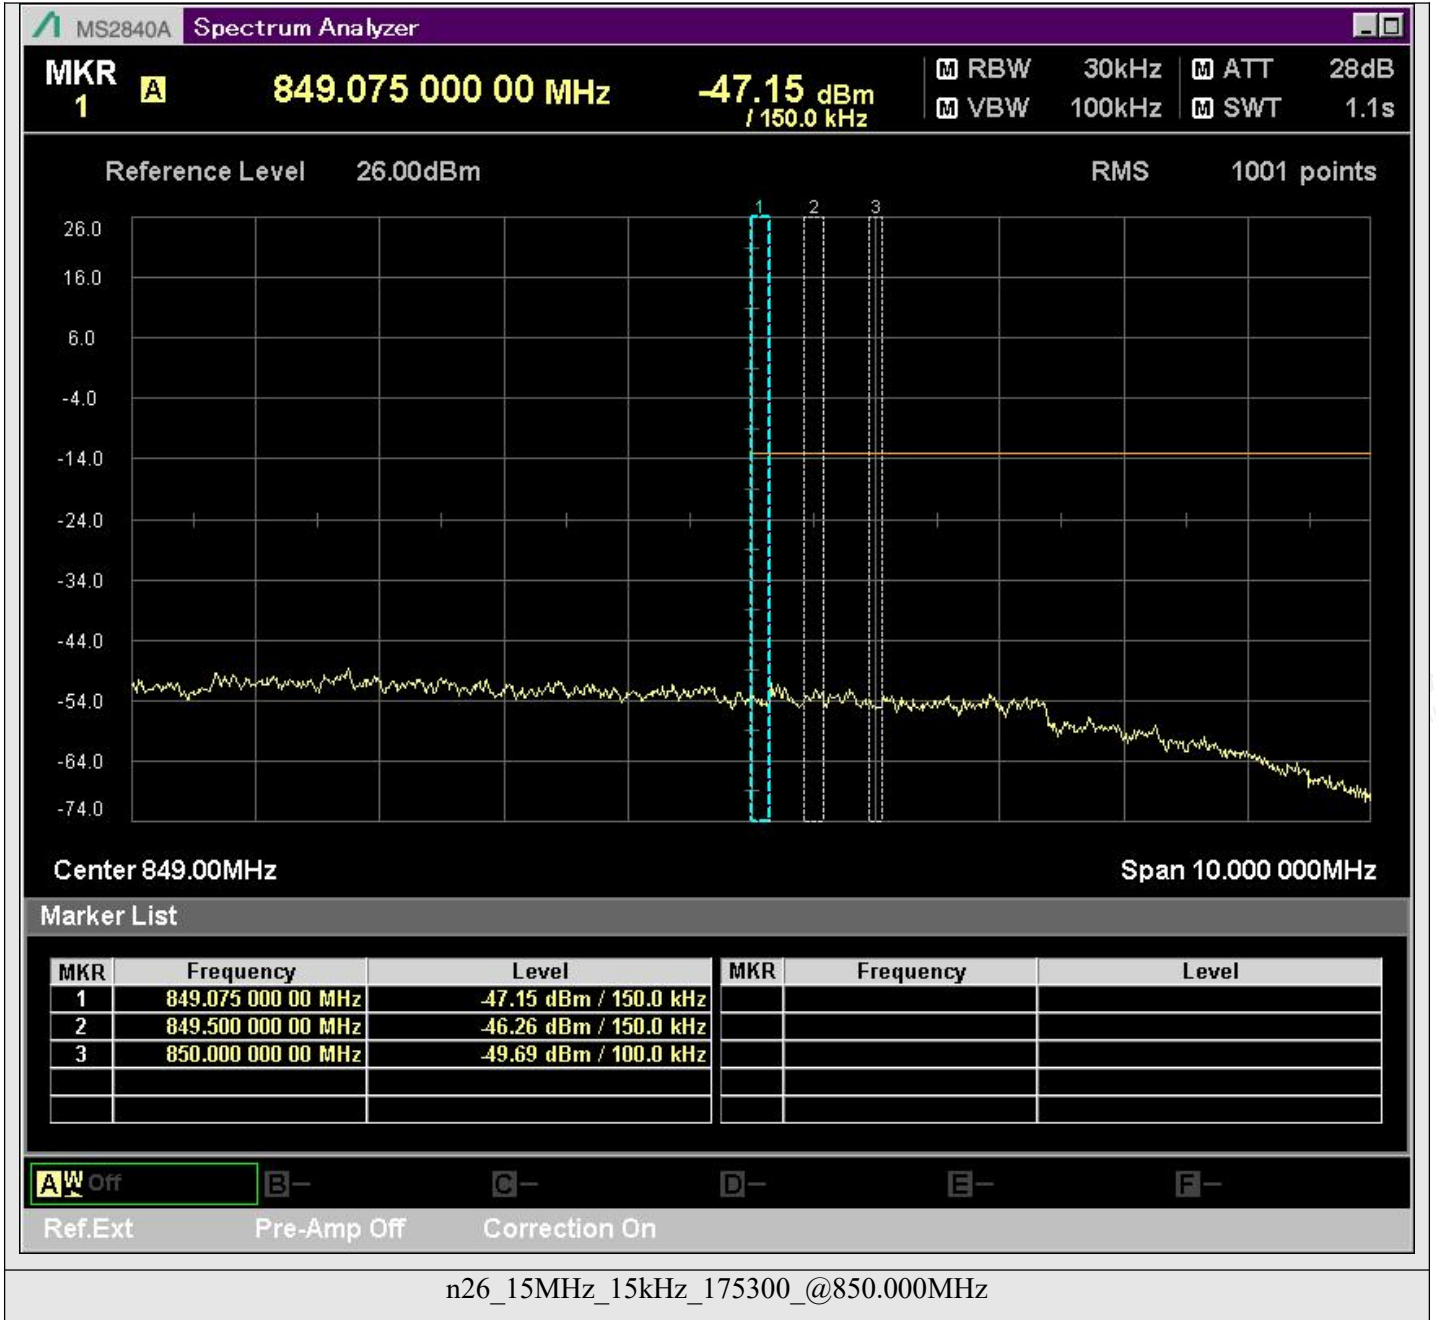 MS2840A Spectrum Analyzer
MKR 1 A 849.075 000 00 MHz -47.15 dBm / 150.0 kHz
M RBW 30kHz M ATT 28dB
M VBW 100kHz M SWT 1.1s
Reference Level 26.00dBm RMS 1001 points
1 2 3
26.0
16.0
6.0
-4.0
-14.0
-24.0
-34.0
-44.0
-54.0
-64.0
-74.0
Center 849.00MHz Span 10.000 000MHz
Marker List
MKR Frequency Level MKR Frequency Level
1 849.075 000 00 MHz -47.15 dBm / 150.0 kHz
2 849.500 000 00 MHz -46.26 dBm / 150.0 kHz
3 850.000 000 00 MHz -49.69 dBm / 100.0 kHz
A W Off B - C - D - E - F -
Ref.Ext Pre-Amp Off Correction On
n26_15MHz_15kHz_175300_@850.000MHz